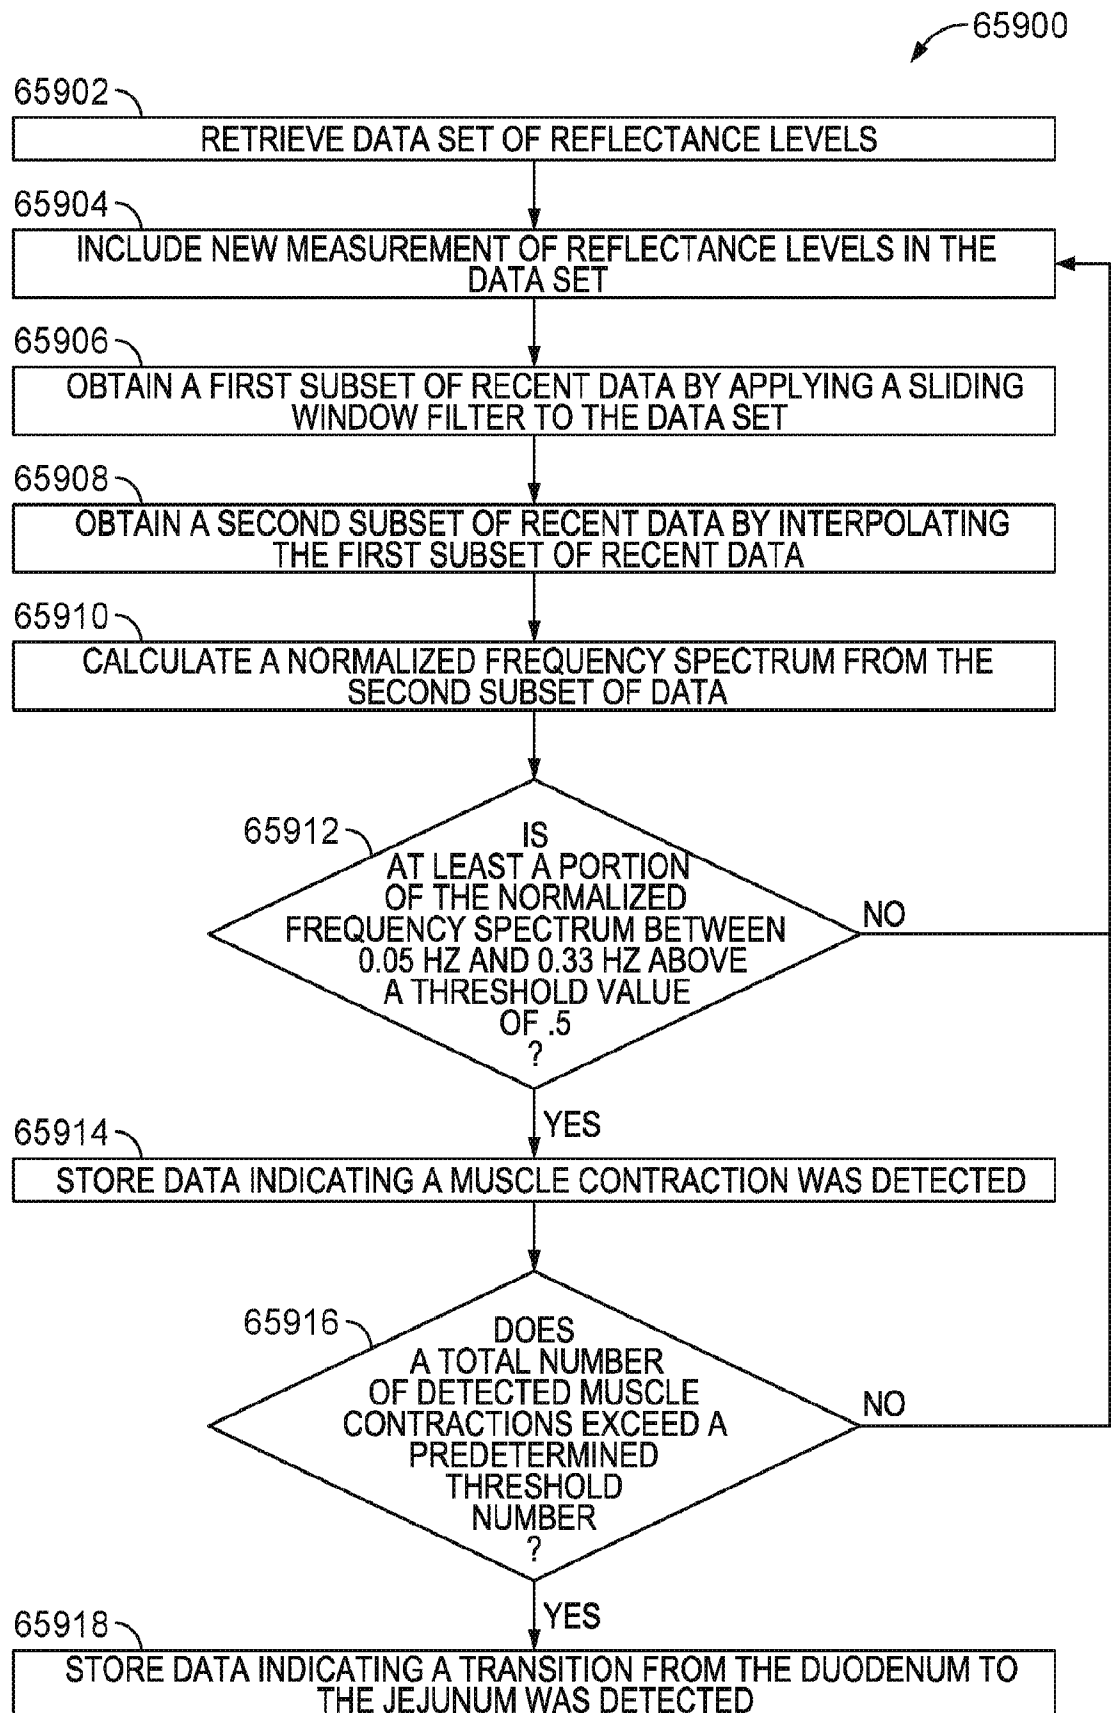 65900
65902
RETRIEVE DATA SET OF REFLECTANCE LEVELS
65904
INCLUDE NEW MEASUREMENT OF REFLECTANCE LEVELS IN THE
DATA SET
65906
OBTAIN A FIRST SUBSET OF RECENT DATA BY APPLYING A SLIDING
WINDOW FILTER TO THE DATA SET
65908
OBTAIN A SECOND SUBSET OF RECENT DATA BY INTERPOLATING
THE FIRST SUBSET OF RECENT DATA
65910
CALCULATE A NORMALIZED FREQUENCY SPECTRUM FROM THE
SECOND SUBSET OF DATA
65912
IS
AT LEAST A PORTION
OF THE NORMALIZED
FREQUENCY SPECTRUM BETWEEN
0.05 HZ AND 0.33 HZ ABOVE
A THRESHOLD VALUE
OF .5
?
NO
YES
65914
STORE DATA INDICATING A MUSCLE CONTRACTION WAS DETECTED
65916
DOES
A TOTAL NUMBER
OF DETECTED MUSCLE
CONTRACTIONS EXCEED A
PREDETERMINED
THRESHOLD
NUMBER
?
NO
YES
65918
STORE DATA INDICATING A TRANSITION FROM THE DUODENUM TO
THE JEJUNUM WAS DETECTED